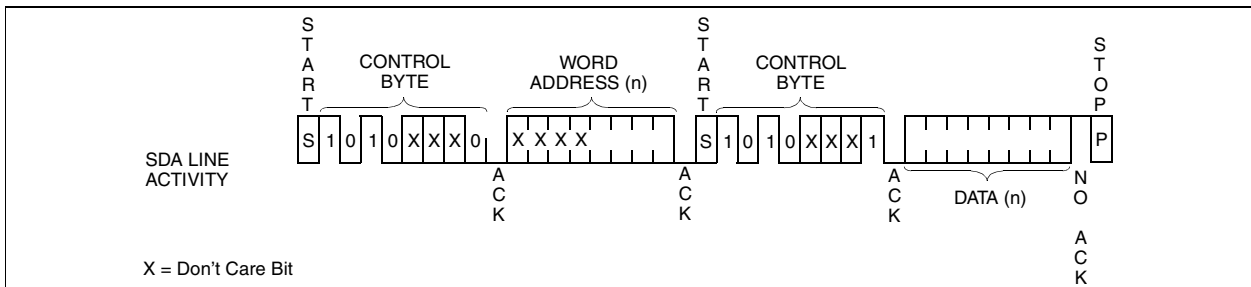 START
CONTROL
BYTE
WORD
ADDRESS (n)
START
CONTROL
BYTE
STOP
SDA LINE
ACTIVITY
S 1 0 1 0 X X X 0
X X X X
S 1 0 1 0 X X X 1
P
ACK
ACK
ACK
DATA (n)
NO ACK
X = Don't Care Bit